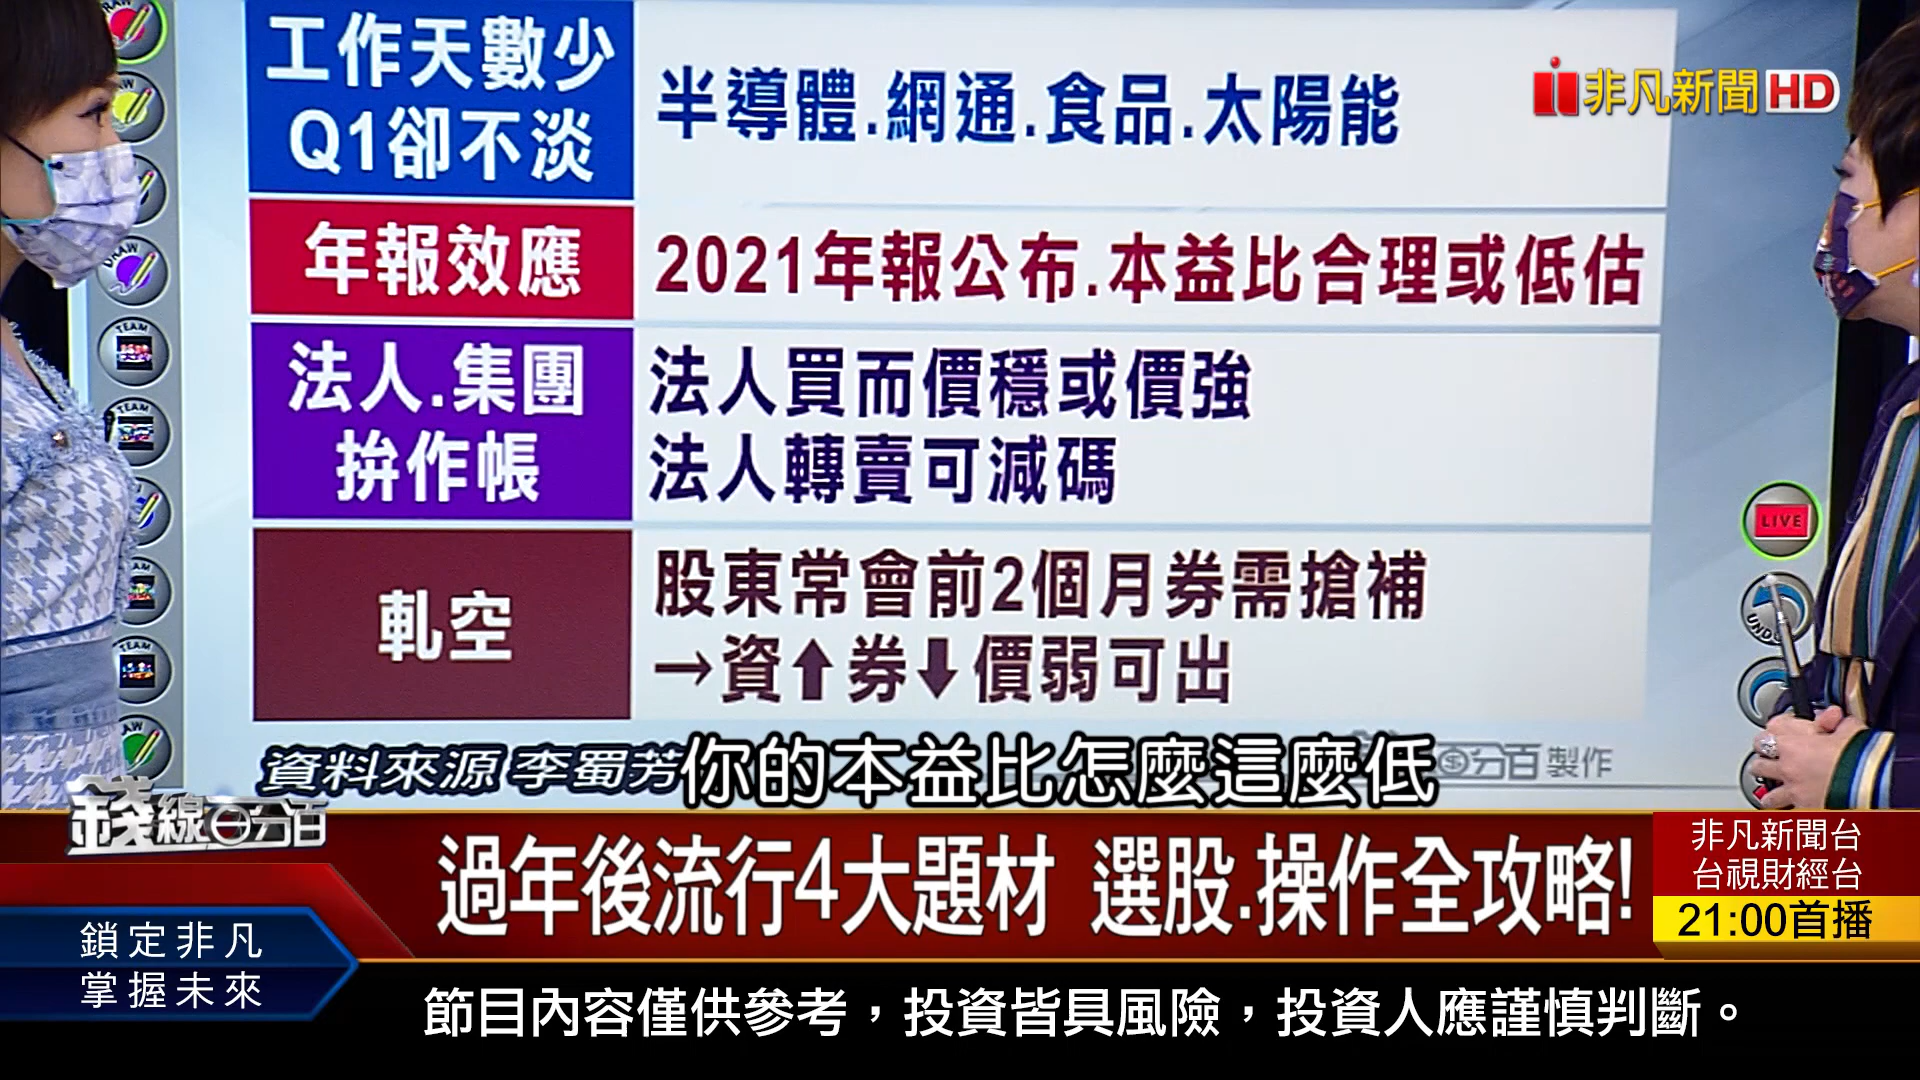 工作天數少
Q1卻不淡
半導體.網通.食品.太陽能
非凡新聞HD
年報效應
2021年報公布.本益比合理或低估
法人.集團
拚作帳
法人買而價穩或價強
法人轉賣可減碼
軋空
股東常會前2個月券需搶補
→資⬆券⬇價弱可出
DRAW
TEAM
TEAM
TEAM
LIVE
資料來源 李蜀芳
你的本益比怎麼這麼低
分百製作
錢線百分百
過年後流行4大題材 選股.操作全攻略!
非凡新聞台
台視財經台
21:00首播
鎖定非凡
掌握未來
節目內容僅供參考，投資皆具風險，投資人應謹慎判斷。